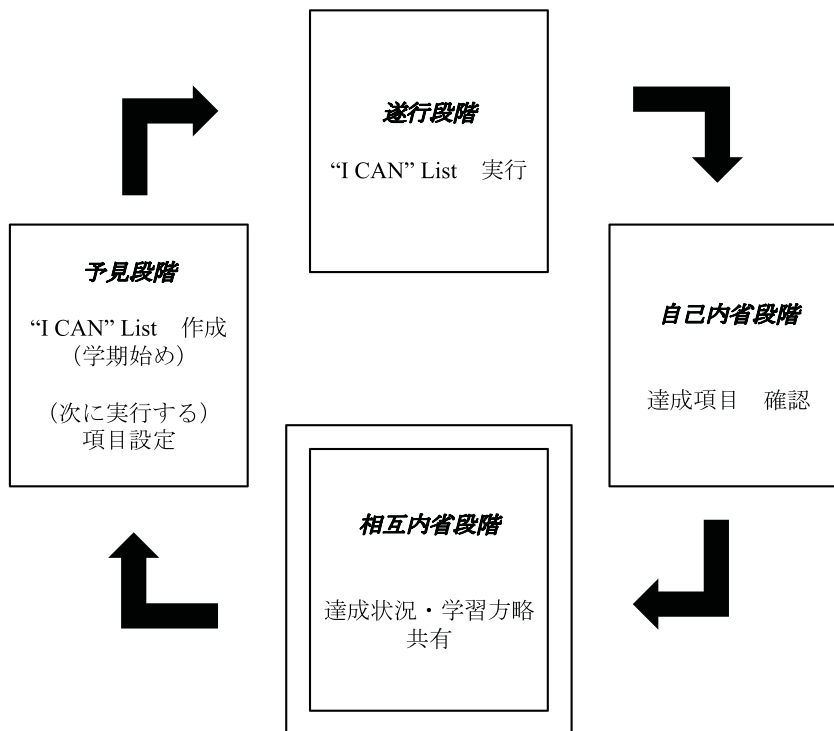 遂行段階
“I CAN” List　実行
予見段階
“I CAN” List　作成
（学期始め）
（次に実行する）
項目設定
自己内省段階
達成項目　確認
相互内省段階
達成状況・学習方略
共有